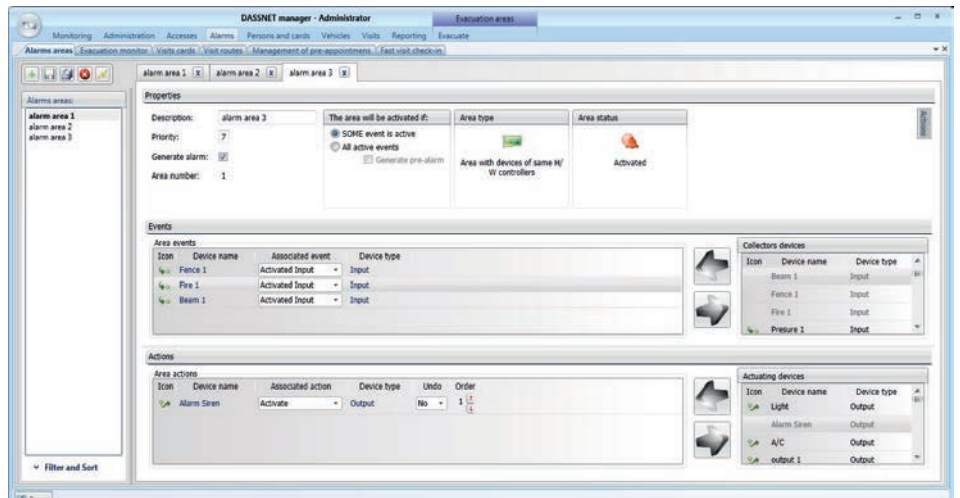 DASSNET manager - Administrator
Evacuation areas
Monitoring Administration Accesses Alarms Persons and cards Vehicles Visits Reporting Evacuate
Alarms areas Evacuation monitor Visits cards Visit routes Management of pre-appointmens Fast visit check-in
alarm area 1 x alarm area 2 x alarm area 3 x
Alarms areas:
alarm area 1
alarm area 2
alarm area 3
Filter and Sort
Properties
Description: alarm area 3
Priority: 7
Generate alarm:
Area number: 1
The area will be activated if:
SOME event is active
All active events
Generate pre-alarm
Area type
Area with devices of same H/
W controllers
Area status
Activated
Events
Area events
Icon Device name Associated event Device type
Fence 1 Activated Input Input
Fire 1 Activated Input Input
Beam 1 Activated Input Input
Collectors devices
Icon Device name Device type
Beam 1 Input
Fence 1 Input
Fire 1 Input
Presure 1 Input
Actions
Area actions
Icon Device name Associated action Device type Undo Order
Alarm Siren Activate Output No 1
Actuating devices
Icon Device name Device type
Light Output
Alarm Siren Output
A/C Output
output 1 Output